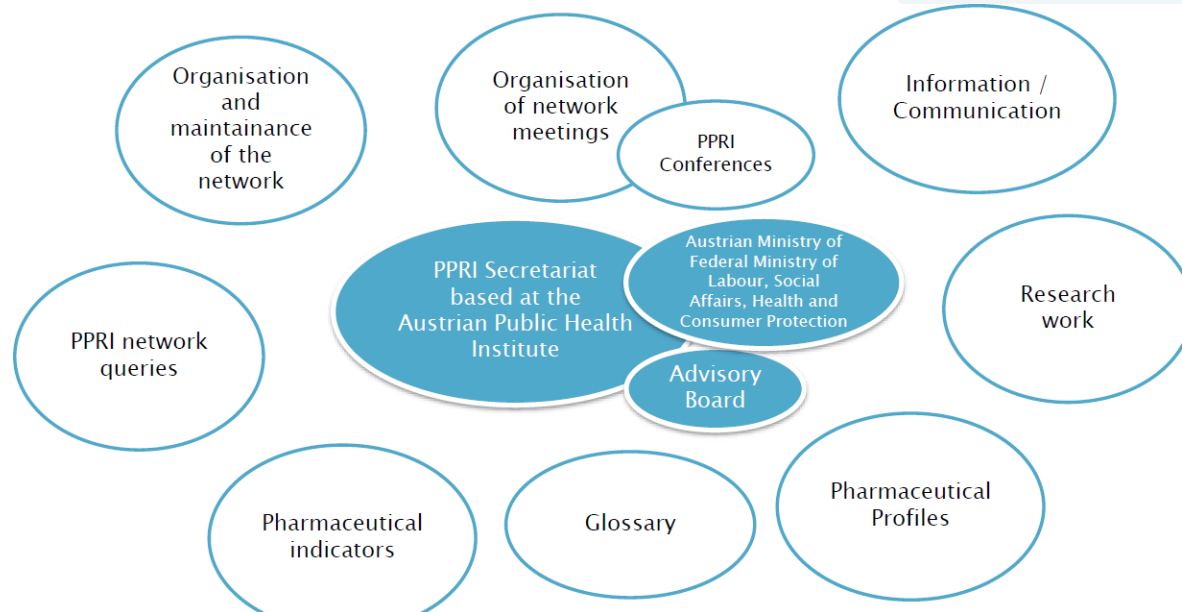 Organisation
and
maintainance
of the
network
Organisation
of network
meetings
PPRI
Conferences
Information /
Communication
PPRI Secretariat
based at the
Austrian Public Health
Institute
Austrian Ministry of
Federal Ministry of
Labour, Social
Affairs, Health and
Consumer Protection
Advisory
Board
Research
work
PPRI network
queries
Pharmaceutical
indicators
Glossary
Pharmaceutical
Profiles